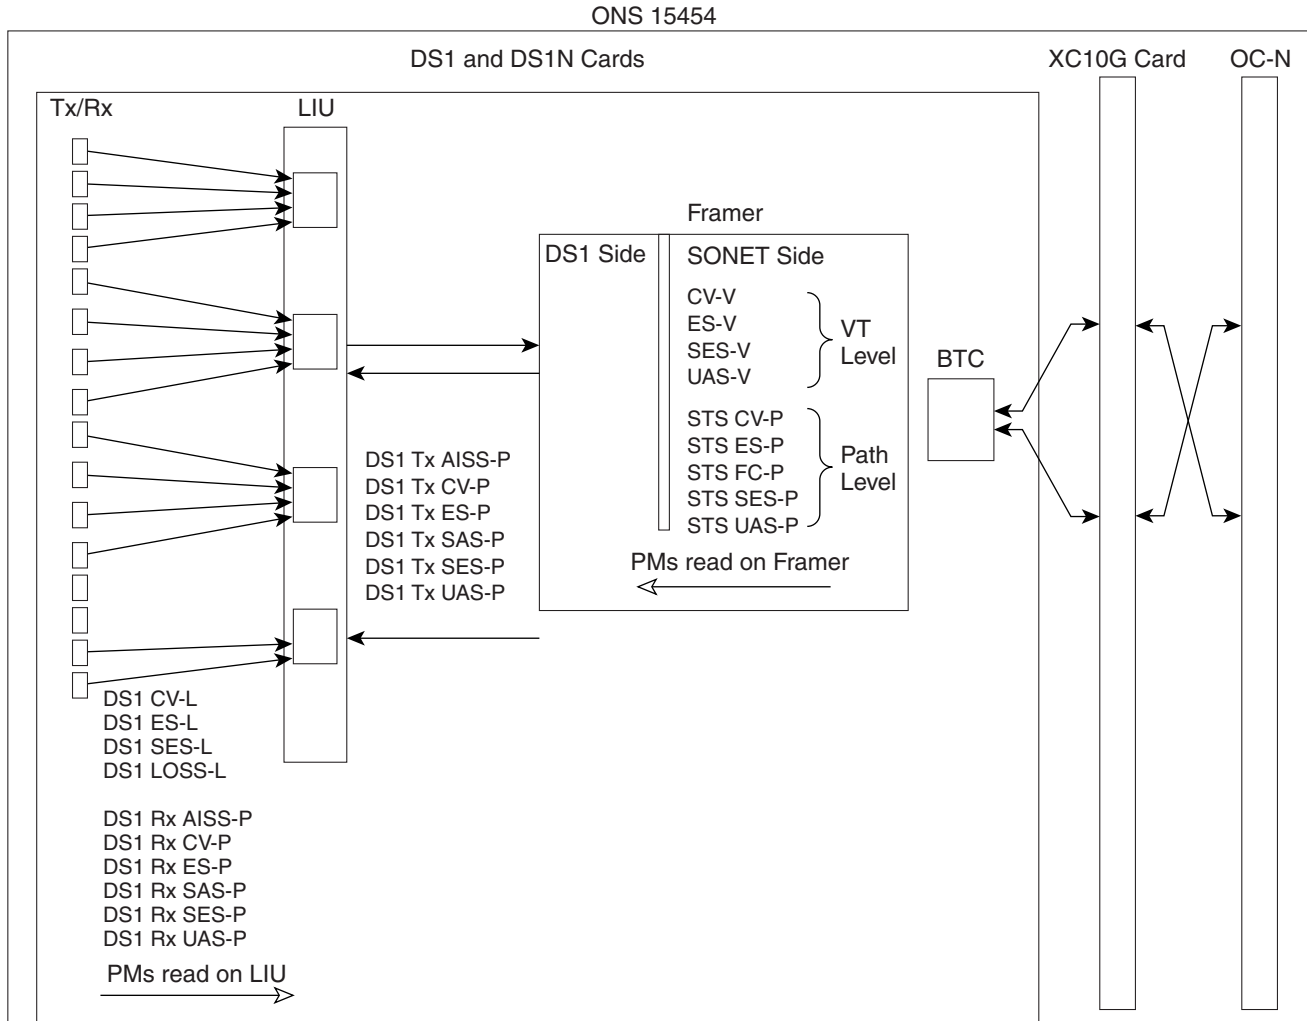 ONS 15454
DS1 and DS1N Cards
XC10G Card
OC-N
Tx/Rx
LIU
Framer
DS1 Side
SONET Side
CV-V
ES-V
SES-V
UAS-V
VT
Level
BTC
STS CV-P
STS ES-P
STS FC-P
STS SES-P
STS UAS-P
Path
Level
PMs read on Framer
DS1 Tx AISS-P
DS1 Tx CV-P
DS1 Tx ES-P
DS1 Tx SAS-P
DS1 Tx SES-P
DS1 Tx UAS-P
DS1 CV-L
DS1 ES-L
DS1 SES-L
DS1 LOSS-L
DS1 Rx AISS-P
DS1 Rx CV-P
DS1 Rx ES-P
DS1 Rx SAS-P
DS1 Rx SES-P
DS1 Rx UAS-P
PMs read on LIU